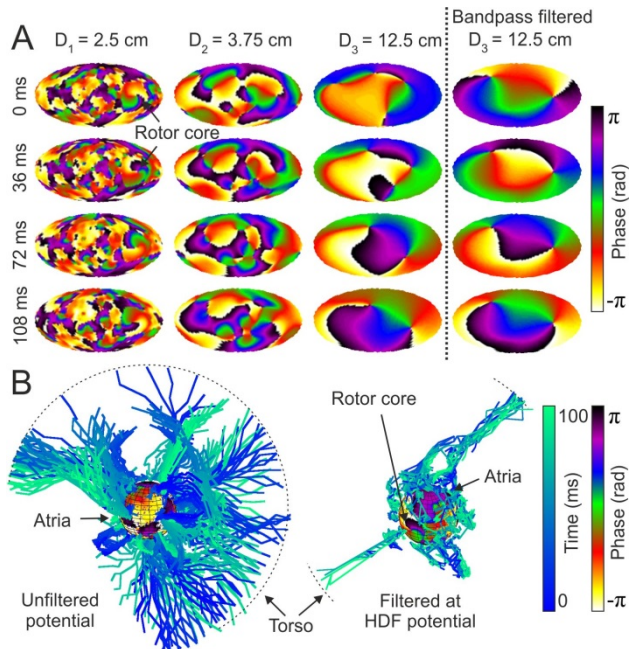 Bandpass filtered
A
D₁ = 2.5 cm
D₂ = 3.75 cm
D₃ = 12.5 cm
D₃ = 12.5 cm
0 ms
Rotor core
36 ms
72 ms
108 ms
π
Phase (rad)
-π
B
Rotor core
Atria
Atria
Unfiltered
potential
Torso
Filtered at
HDF potential
100
Time (ms)
0
π
Phase (rad)
-π